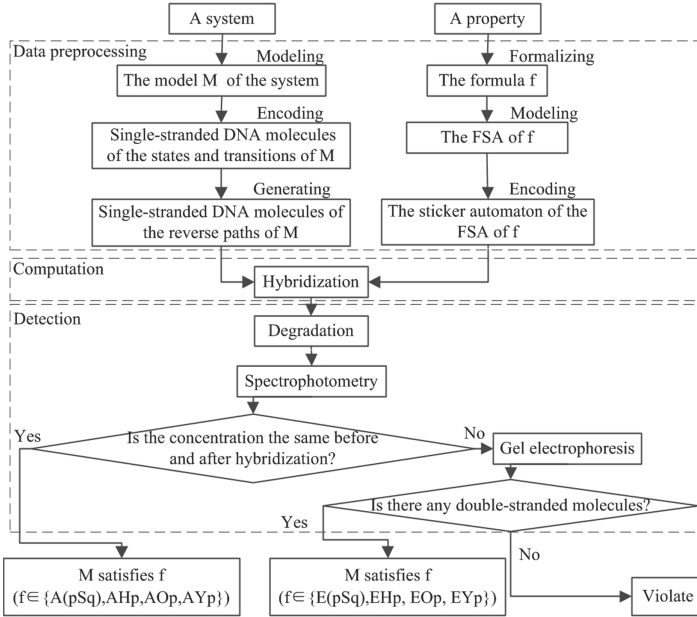 A system
A property
Data preprocessing
Modeling
Formalizing
The model M of the system
The formula f
Encoding
Modeling
Single-stranded DNA molecules
of the states and transitions of M
The FSA of f
Generating
Encoding
Single-stranded DNA molecules of
the reverse paths of M
The sticker automaton of the
FSA of f
Computation
Hybridization
Detection
Degradation
Spectrophotometry
Yes
Is the concentration the same before
and after hybridization?
No
Gel electrophoresis
Is there any double-stranded molecules?
Yes
No
M satisfies f
(f∈{A(pSq),AHp,AOp,AYp})
M satisfies f
(f∈{E(pSq),EHp, EOp, EYp})
Violate